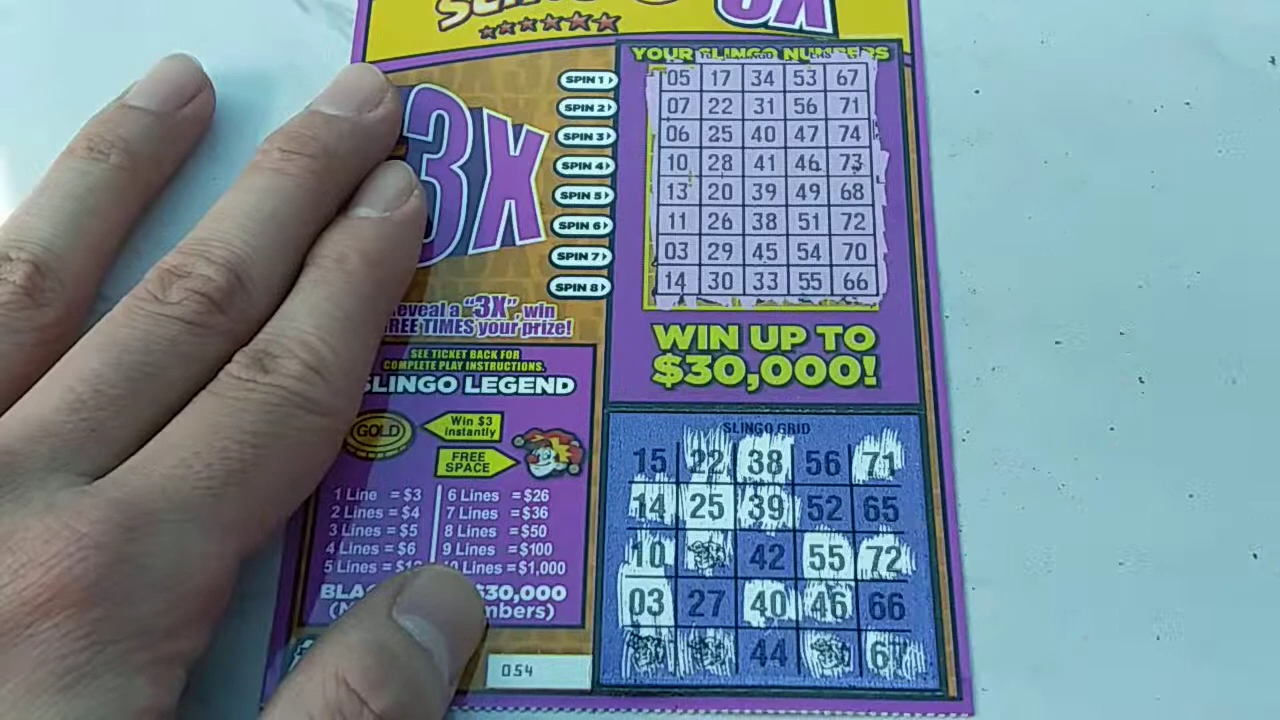 3X
3X
SPIN 1
SPIN 2
SPIN 3
SPIN 4
SPIN 5
SPIN 6
SPIN 7
SPIN 8
YOUR SLINGO NUMBERS
05 17 34 53 67
07 22 31 56 71
06 25 40 47 74
10 28 41 46 73
13 20 39 49 68
11 26 38 51 72
03 29 45 54 70
14 30 33 55 66
WIN UP TO
$30,000!
eveal a "3X", win
REE TIMES your prize!
SEE TICKET BACK FOR
COMPLETE PLAY INSTRUCTIONS.
SLINGO LEGEND
GOLD
Win $3
Instantly
FREE
SPACE
1 Line = $3
2 Lines = $4
3 Lines = $5
4 Lines = $6
5 Lines =
6 Lines = $26
7 Lines = $36
8 Lines = $50
9 Lines = $100
Lines = $1,000
BLA $30,000
mbers)
054
SLINGO GRID
15 22 38 56 71
14 25 39 52 65
10 42 55 72
03 27 40 46 66
44